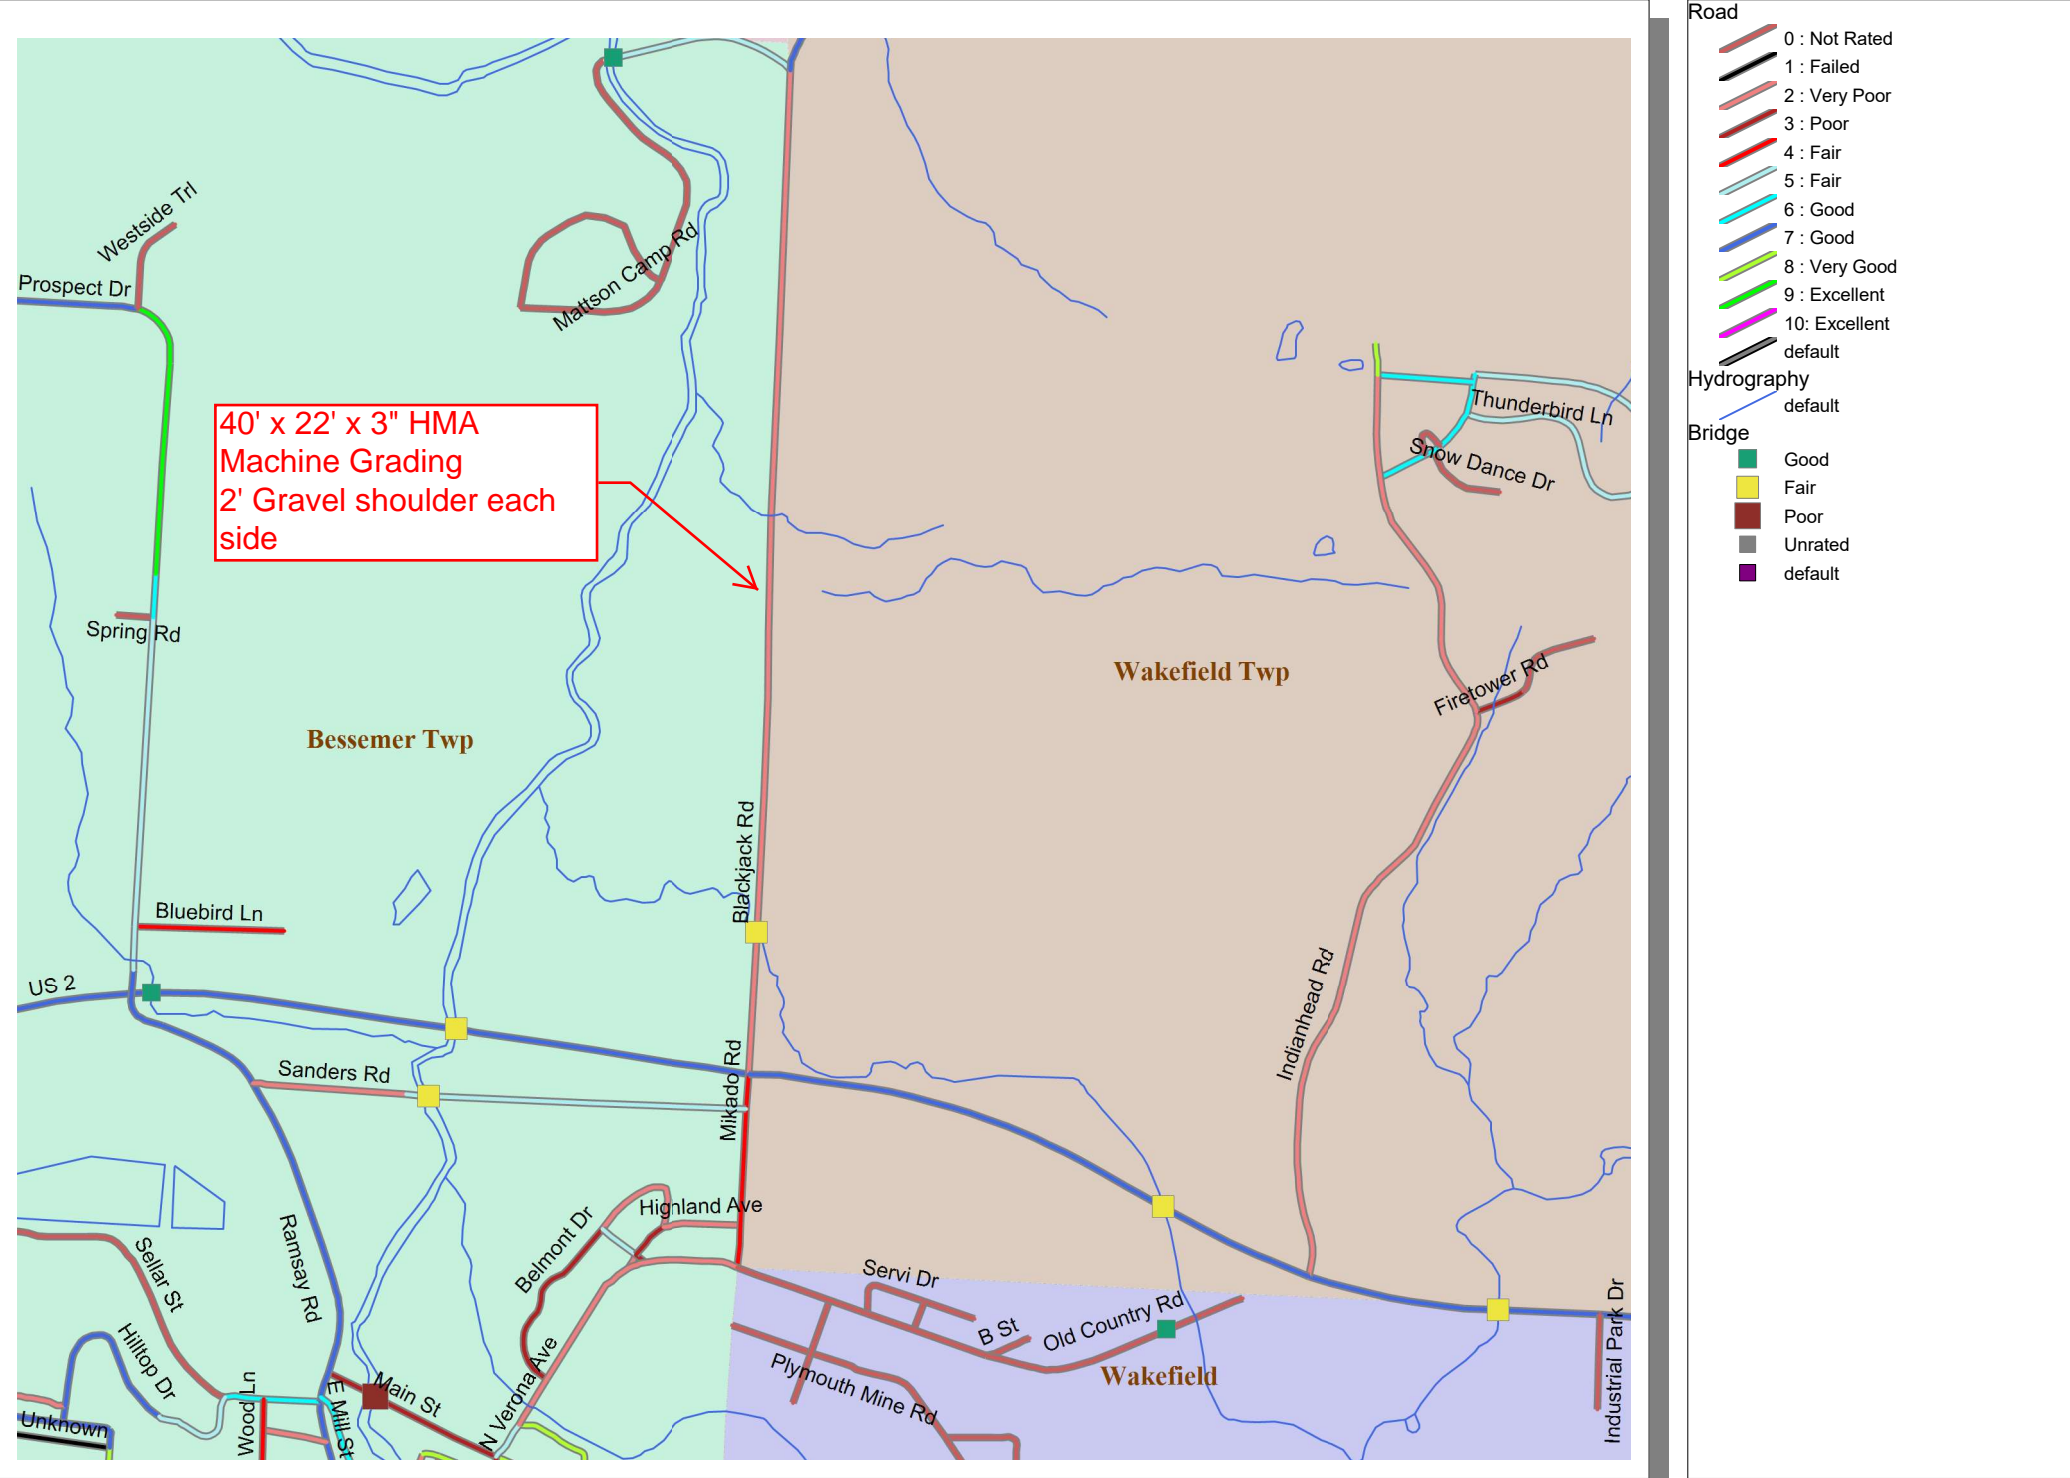 Westside Trl
Prospect Dr
Mattson Camp Rd
40' x 22' x 3" HMA
Machine Grading
2' Gravel shoulder each
side
Thunderbird Ln
Snow Dance Dr
Spring Rd
Firetower Rd
Wakefield Twp
Bessemer Twp
Blackjack Rd
Bluebird Ln
US 2
Indianhead Rd
Mikado Rd
Sanders Rd
Highland Ave
Belmont Dr
Ramsay Rd
Sellar St
Servi Dr
Old Country Rd
B St
Industrial Park Dr
Hilltop Dr
Plymouth Mine Rd
Wakefield
Main St
N Verona Ave
E Mill St
Wood Ln
Unknown
Road
0 : Not Rated
1 : Failed
2 : Very Poor
3 : Poor
4 : Fair
5 : Fair
6 : Good
7 : Good
8 : Very Good
9 : Excellent
10: Excellent
default
Hydrography
default
Bridge
Good
Fair
Poor
Unrated
default